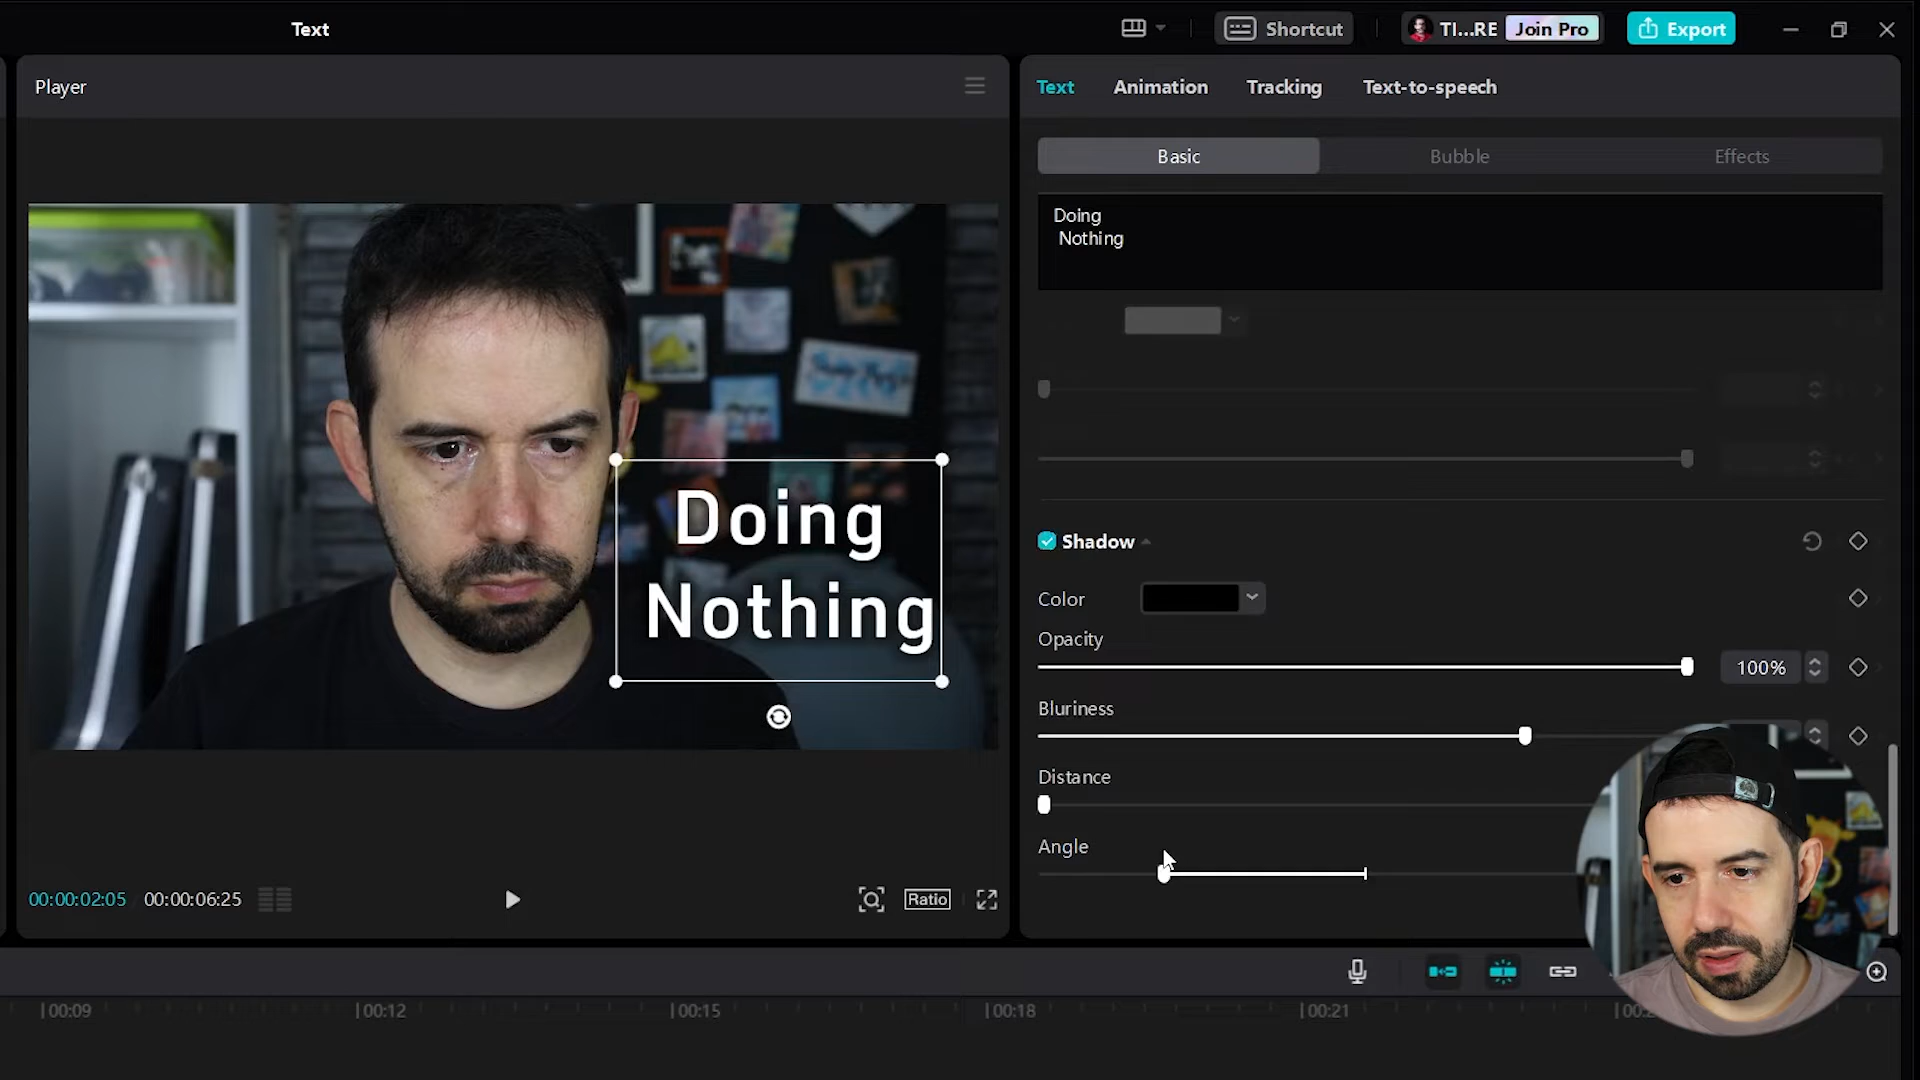 Text
Shortcut
TI...RE
Join Pro
Export
Player
Text
Animation
Tracking
Text-to-speech
Basic
Bubble
Effects
Doing
Nothing
Doing
Nothing
Shadow
Color
Opacity
100%
Bluriness
Distance
Angle
00:00:02:05
00:00:06:25
Ratio
00:09
00:12
00:15
00:18
00:21